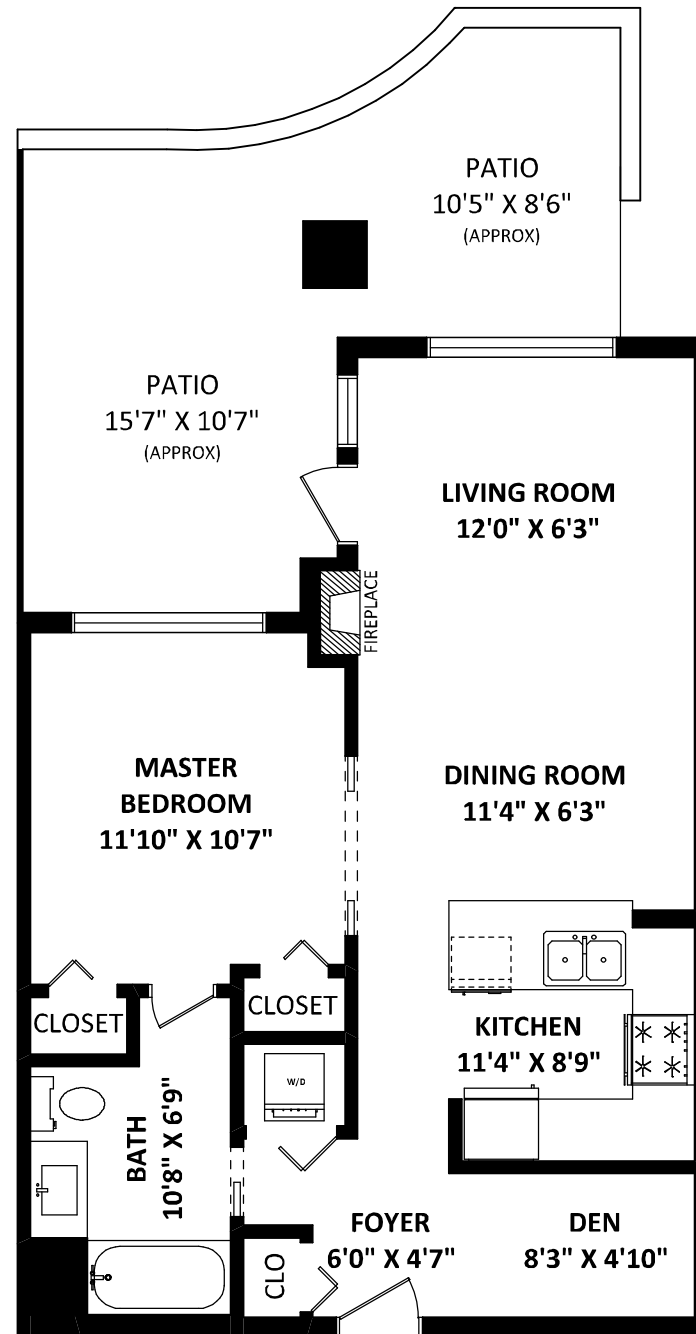 PATIO
10'5" X 8'6"
(APPROX)
PATIO
15'7" X 10'7"
(APPROX)
LIVING ROOM
12'0" X 6'3"
FIREPLACE
MASTER
BEDROOM
11'10" X 10'7"
DINING ROOM
11'4" X 6'3"
CLOSET
CLOSET
KITCHEN
11'4" X 8'9"
W/D
BATH
10'8" X 6'9"
FOYER
6'0" X 4'7"
DEN
8'3" X 4'10"
CLO